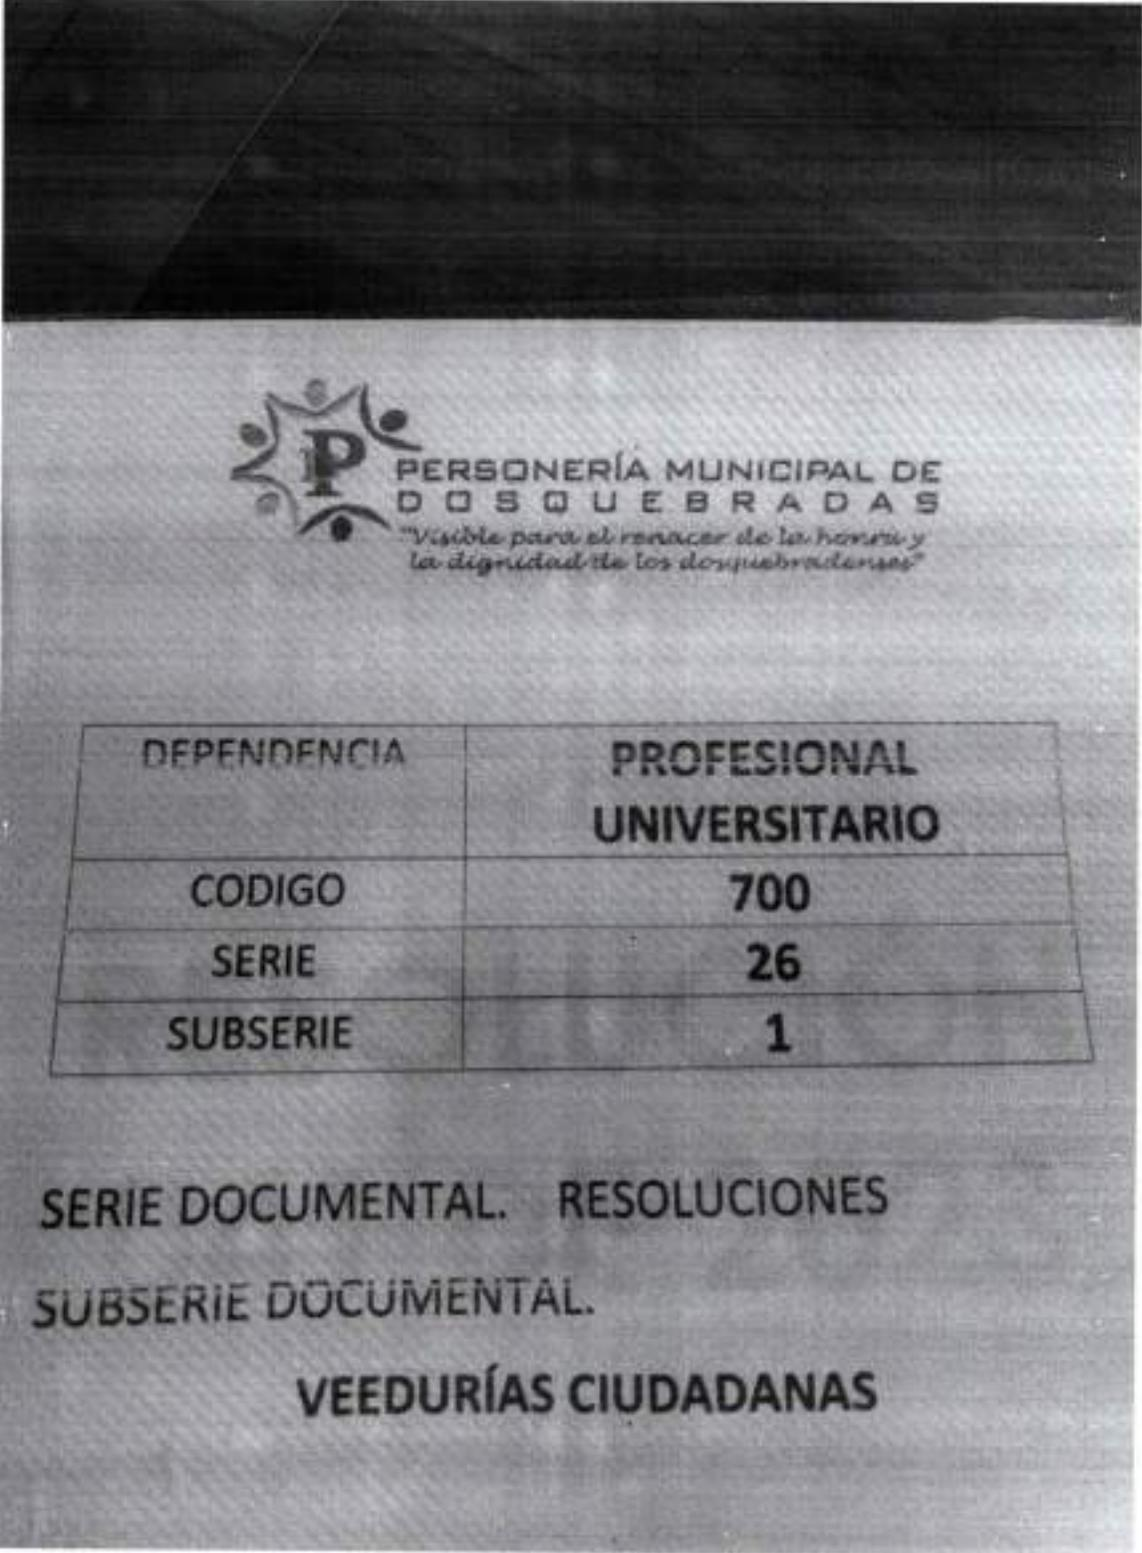 P
PERSONERÍA MUNICIPAL DE
DOSQUEBRADAS
"Visible para el renacer de la honra y
la dignidad de los dosquebradenses"
DEPENDENCIA PROFESIONAL
UNIVERSITARIO
CODIGO 700
SERIE 26
SUBSERIE 1
SERIE DOCUMENTAL. RESOLUCIONES
SUBSERIE DOCUMENTAL.
VEEDURÍAS CIUDADANAS